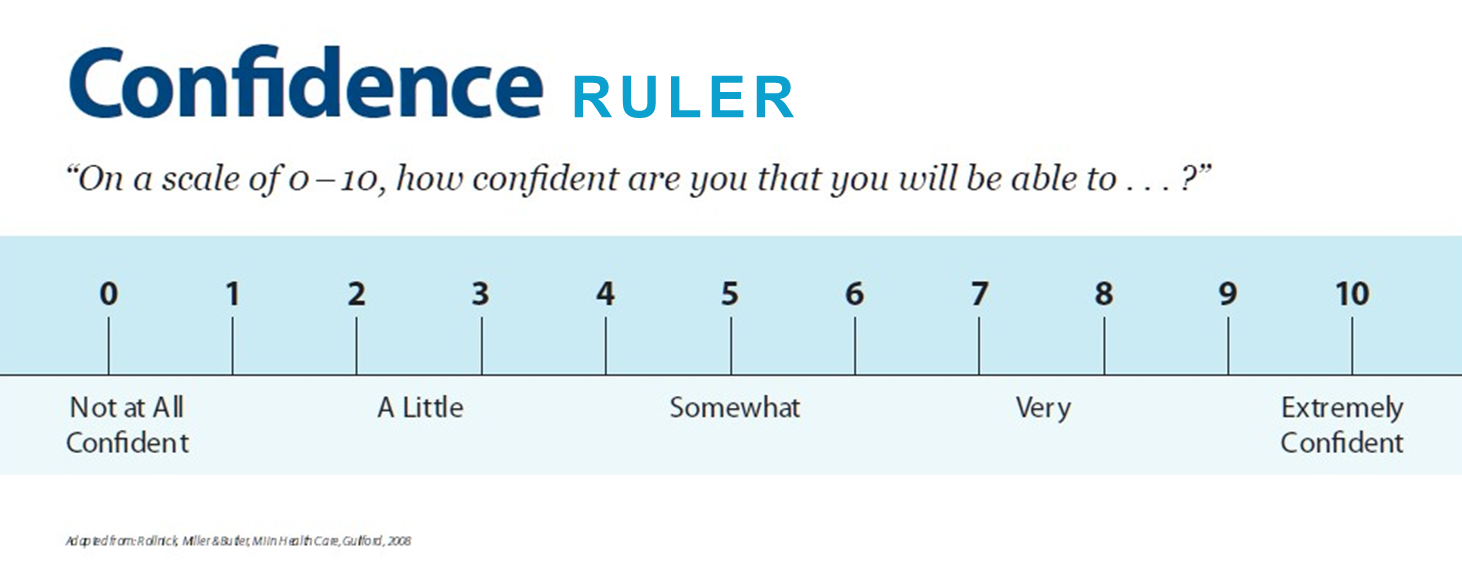 Confidence RULER
“On a scale of 0–10, how confident are you that you will be able to . . . ?”
0 1 2 3 4 5 6 7 8 9 10
Not at All A Little Somewhat Very Extremely
Confident Confident
Adapted from: Rollnick, Miller & Butler, MI in Health Care, Guilford, 2008